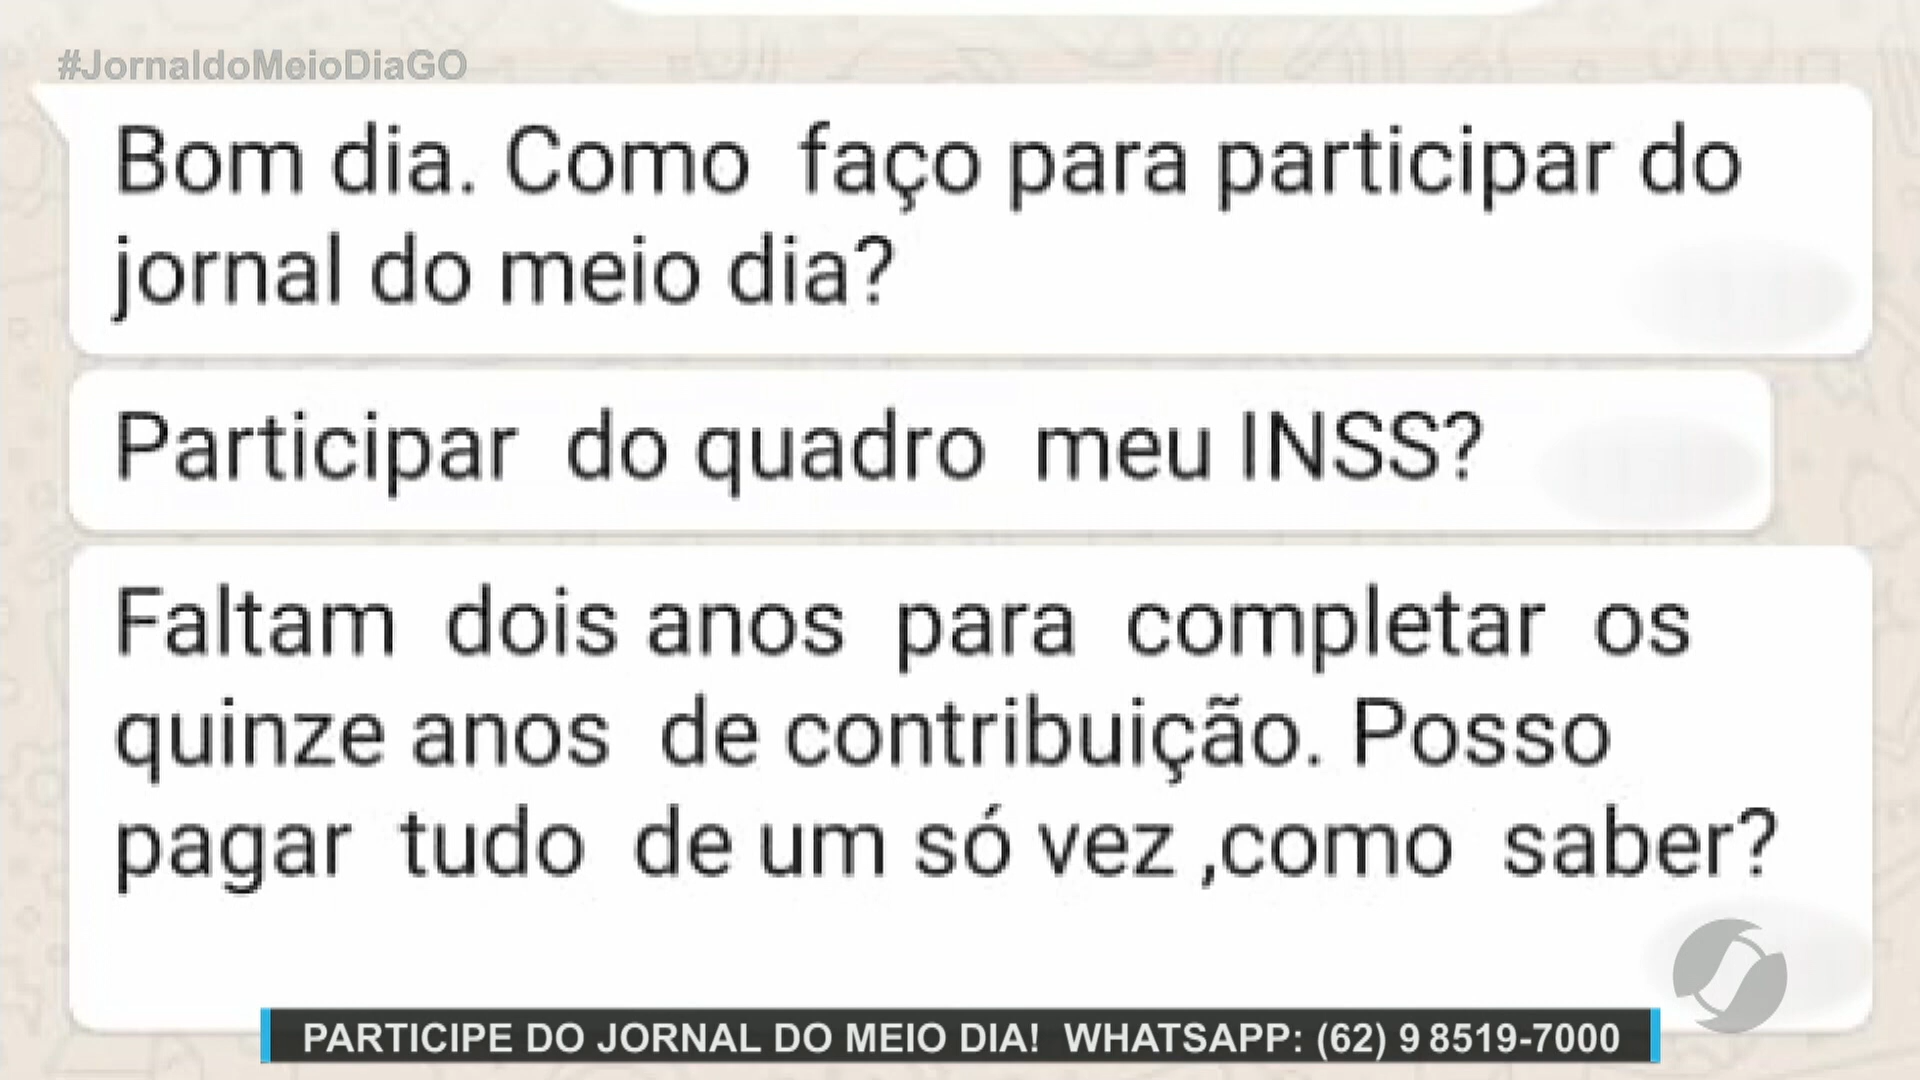 #JornaldoMeioDiaGO
Bom dia. Como faço para participar do
jornal do meio dia?
Participar do quadro meu INSS?
Faltam dois anos para completar os
quinze anos de contribuição. Posso
pagar tudo de um só vez ,como saber?
PARTICIPE DO JORNAL DO MEIO DIA! WHATSAPP: (62) 9 8519-7000